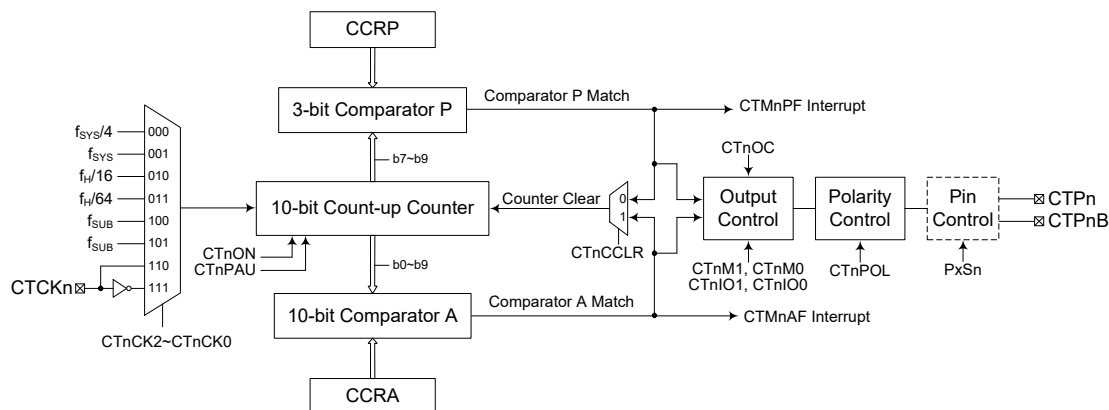 CCRP
3-bit Comparator P
Comparator P Match
CTMnPF Interrupt
b7~b9
fSYS/4
000
fSYS
001
fH/16
010
fH/64
011
fSUB
100
fSUB
101
110
111
CTCKn
CTnCK2~CTnCK0
10-bit Count-up Counter
CTnON
CTnPAU
Counter Clear
0
1
CTnCCLR
CTnOC
Output
Control
CTnM1, CTnM0
CTnIO1, CTnIO0
Polarity
Control
CTnPOL
Pin
Control
PxSn
CTPn
CTPnB
b0~b9
10-bit Comparator A
Comparator A Match
CTMnAF Interrupt
CCRA